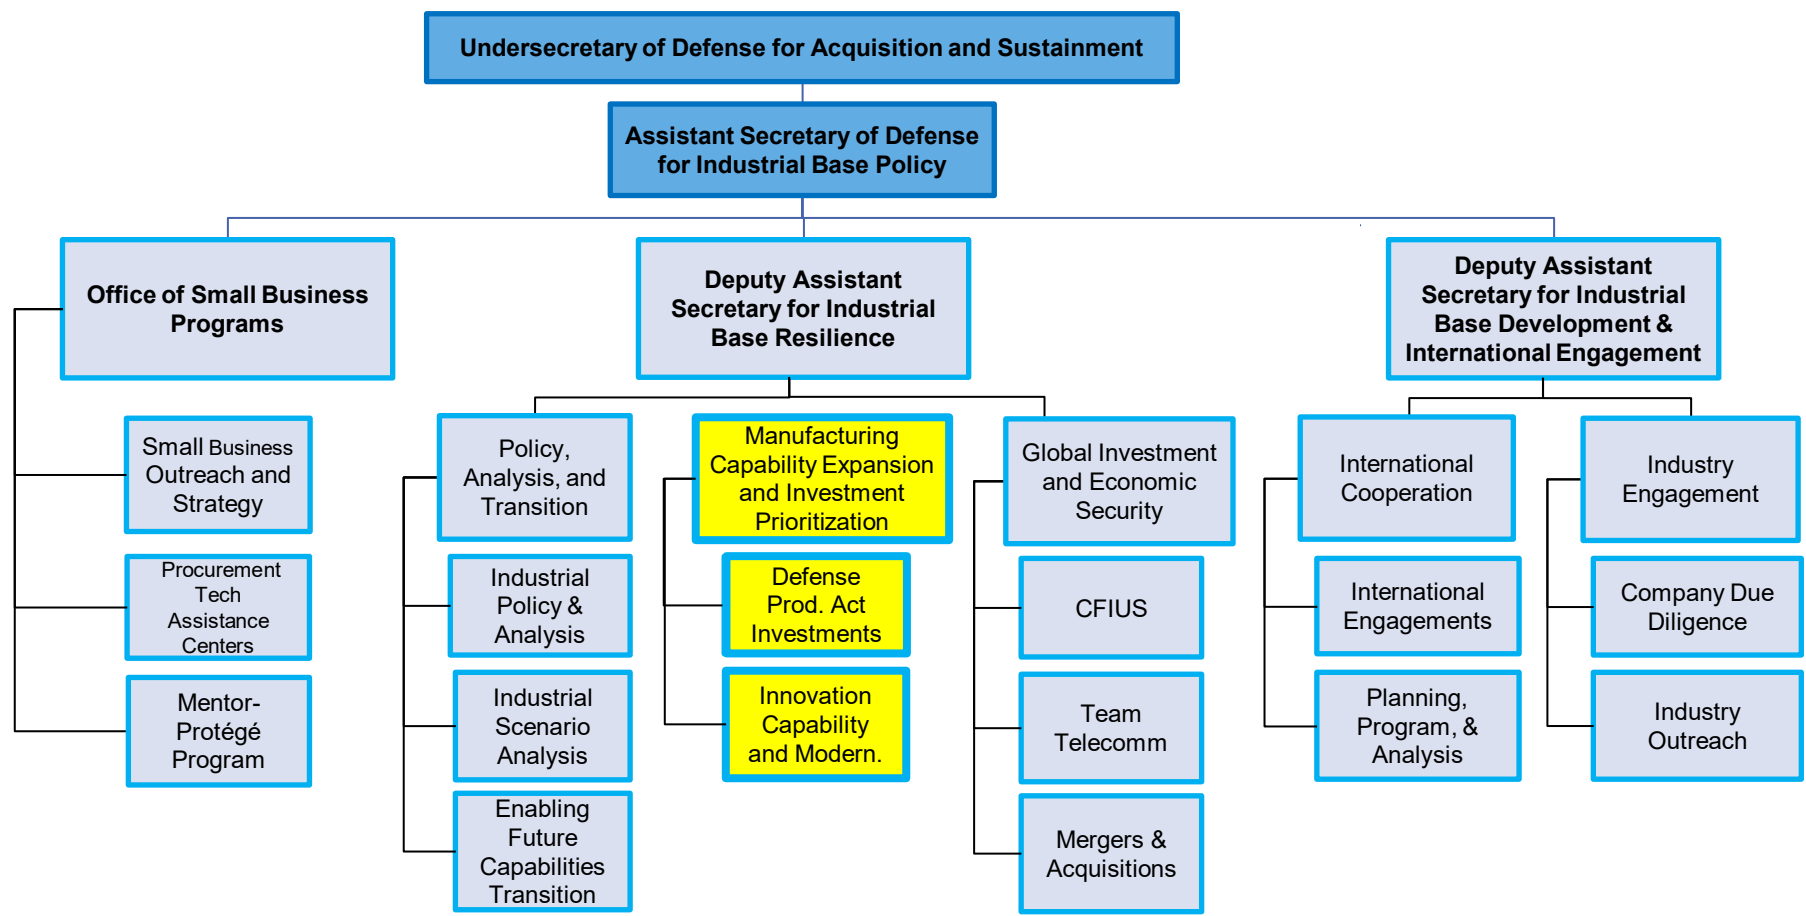 Undersecretary of Defense for Acquisition and Sustainment
Assistant Secretary of Defense
for Industrial Base Policy
Office of Small Business
Programs
Deputy Assistant
Secretary for Industrial
Base Resilience
Deputy Assistant
Secretary for Industrial
Base Development &
International Engagement
Small Business
Outreach and
Strategy
Procurement
Tech
Assistance
Centers
Mentor-
Protégé
Program
Policy,
Analysis, and
Transition
Industrial
Policy &
Analysis
Industrial
Scenario
Analysis
Enabling
Future
Capabilities
Transition
Manufacturing
Capability Expansion
and Investment
Prioritization
Defense
Prod. Act
Investments
Innovation
Capability
and Modern.
Global Investment
and Economic
Security
CFIUS
Team
Telecomm
Mergers &
Acquisitions
International
Cooperation
International
Engagements
Planning,
Program, &
Analysis
Industry
Engagement
Company Due
Diligence
Industry
Outreach